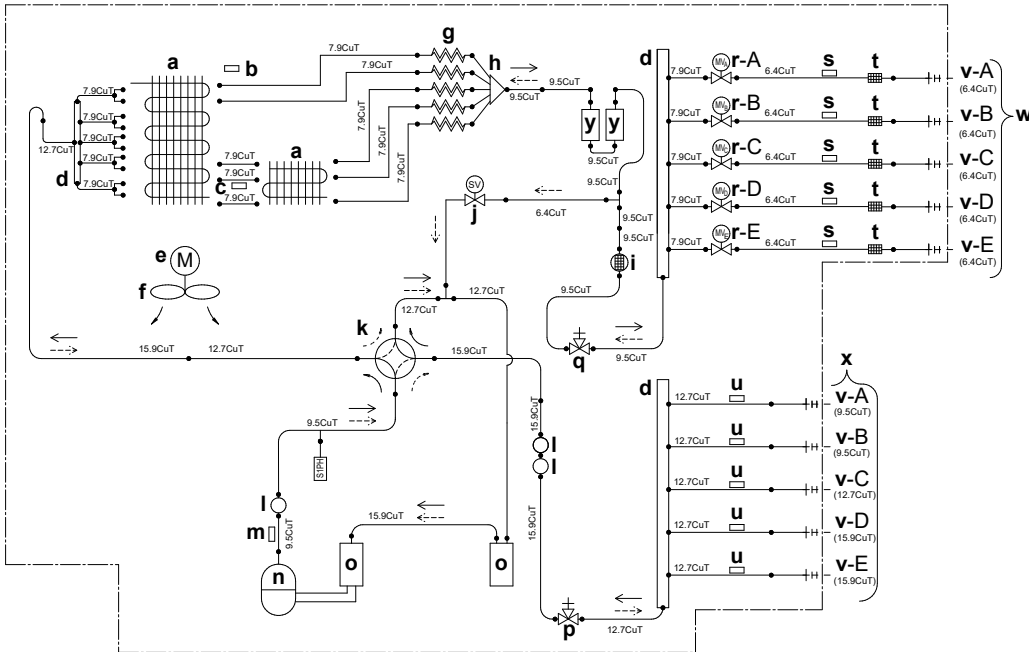 a
b
7.9CuT
7.9CuT
g
h
9.5CuT
9.5CuT
d
7.9CuT
MVA
r-A
6.4CuT
s
t
v-A
(6.4CuT)
7.9CuT
MVB
r-B
6.4CuT
s
t
v-B
(6.4CuT)
w
7.9CuT
MVC
r-C
6.4CuT
s
t
v-C
(6.4CuT)
7.9CuT
MVD
r-D
6.4CuT
s
t
v-D
(6.4CuT)
7.9CuT
MVE
r-E
6.4CuT
s
t
v-E
(6.4CuT)
7.9CuT
7.9CuT
7.9CuT
7.9CuT
12.7CuT
d
7.9CuT
c
7.9CuT
a
7.9CuT
7.9CuT
7.9CuT
y
y
9.5CuT
9.5CuT
SV
j
6.4CuT
9.5CuT
9.5CuT
i
e
M
f
9.5CuT
q
9.5CuT
12.7CuT
12.7CuT
k
15.9CuT
12.7CuT
15.9CuT
9.5CuT
S1PH
15.9CuT
l
l
l
m
9.5CuT
n
15.9CuT
o
o
15.9CuT
p
12.7CuT
d
x
12.7CuT
u
v-A
(9.5CuT)
12.7CuT
u
v-B
(9.5CuT)
12.7CuT
u
v-C
(12.7CuT)
12.7CuT
u
v-D
(15.9CuT)
12.7CuT
u
v-E
(15.9CuT)